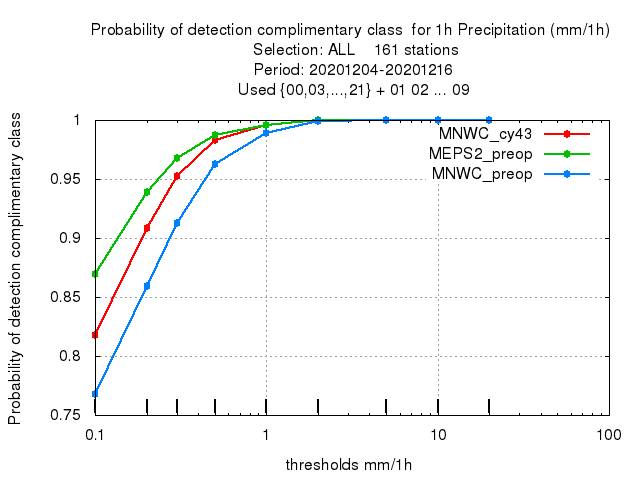 Probability of detection complimentary class  for 1h Precipitation (mm/1h)
Selection: ALL    161 stations
Period: 20201204-20201216
Used {00,03,...,21} + 01 02 ... 09
Probability of detection complimentary class
1
0.95
0.9
0.85
0.8
0.75
MNWC_cy43
MEPS2_preop
MNWC_preop
0.1
1
10
100
thresholds mm/1h